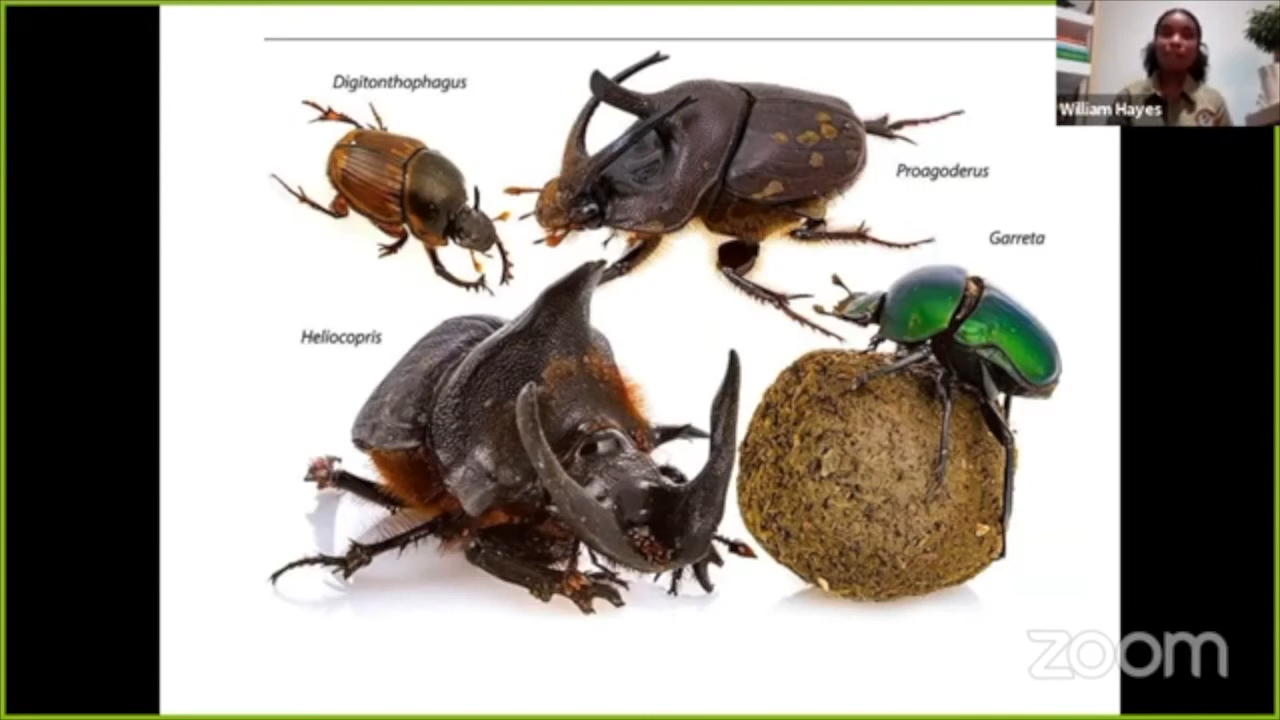 Digitonthophagus
William Hayes
Proagoderus
Garreta
Heliocopris
zoom